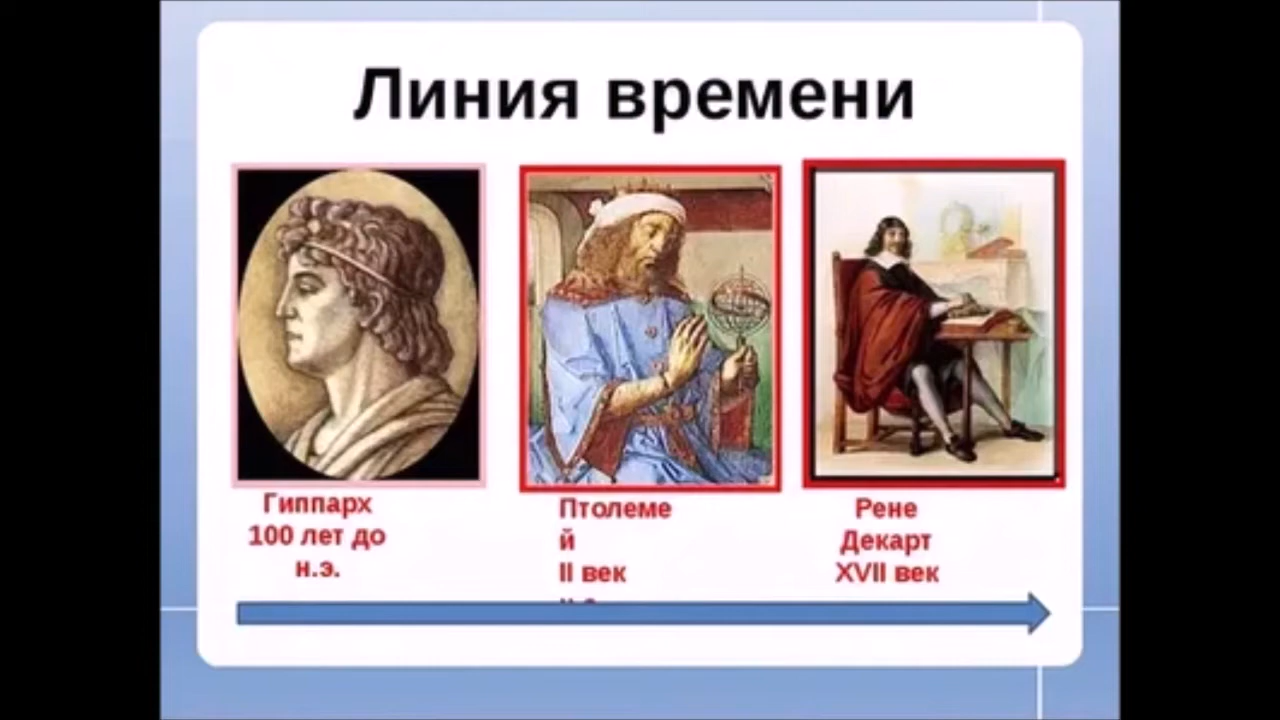 Линия времени
Гиппарх
100 лет до
н.э.
Птолеме
й
II век
Рене
Декарт
XVII век